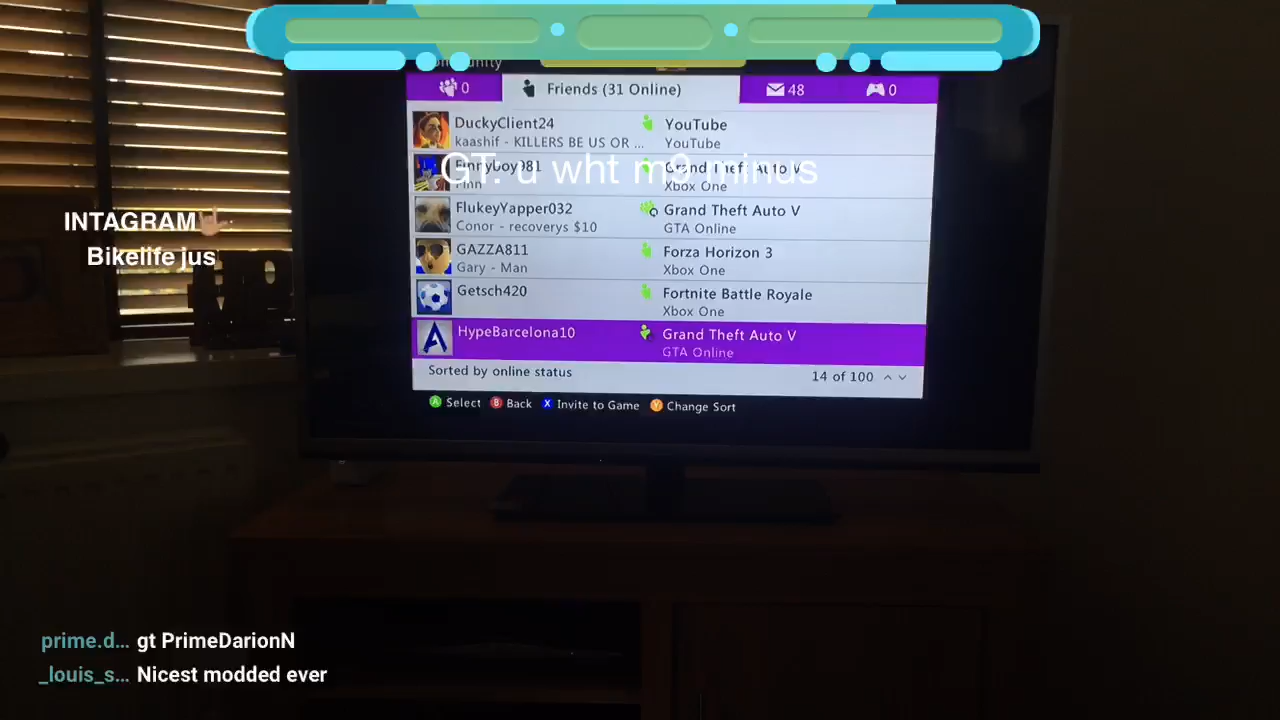 0
Friends (31 Online)
48
0
DuckyClient24
kaashif - KILLERS BE US OR ...
YouTube
YouTube
GT: u wht m9 minus
Grand Theft Auto V
Xbox One
FlukeyYapper032
Conor - recoverys $10
Grand Theft Auto V
GTA Online
GAZZA811
Gary - Man
Forza Horizon 3
Xbox One
Getsch420
Fortnite Battle Royale
Xbox One
HypeBarcelona10
Grand Theft Auto V
GTA Online
Sorted by online status
14 of 100
A Select B Back X Invite to Game Y Change Sort
INTAGRAM🤘🏼
Bikelife jus
prime.d... gt PrimeDarionN
_louis_s... Nicest modded ever